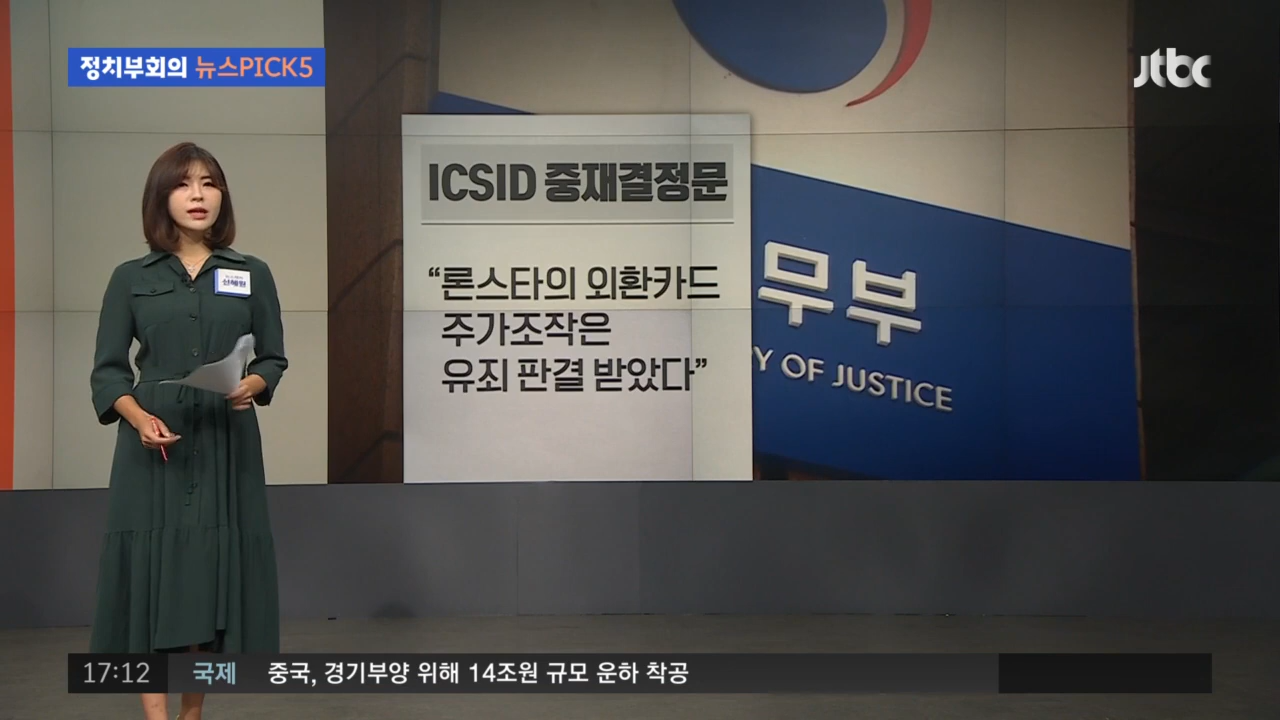 정치부회의 뉴스PICK5
jtbc
ICSID 중재결정문
“론스타의 외환카드
주가조작은
유죄 판결 받았다”
무부
Y OF JUSTICE
신혜원
17:12 국제 중국, 경기부양 위해 14조원 규모 운하 착공